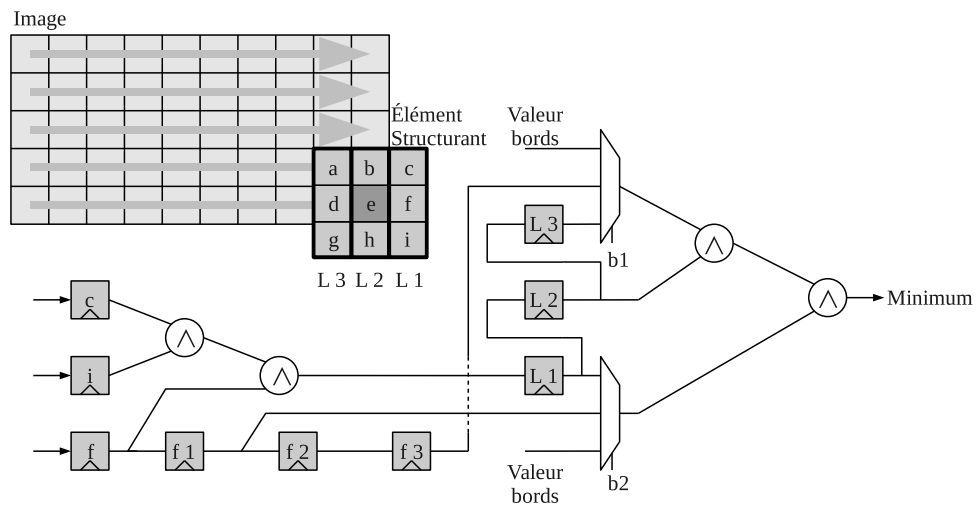 Image
Élément
Structurant
a b c
d e f
g h i
L 3 L 2 L 1
Valeur
bords
L 3
b1
L 2
L 1
c
i
f f 1 f 2 f 3
∧
∧
∧
∧
Minimum
Valeur
bords
b2